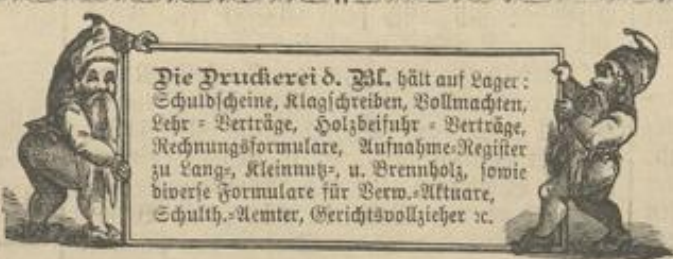 Die Druckerei d. Bl. hält auf Lager:
Schuldscheine, Klagschreiben, Vollmachten,
Lehr-Verträge, Holzbeifuhr-Verträge,
Rechnungsformulare, Aufnahme-Register
zu Lang-, Kleinnutz-, u. Brennholz, sowie
diverse Formulare für Verw.-Aktuare,
Schulth.-Aemter, Gerichtsvollzieher ꝛc.